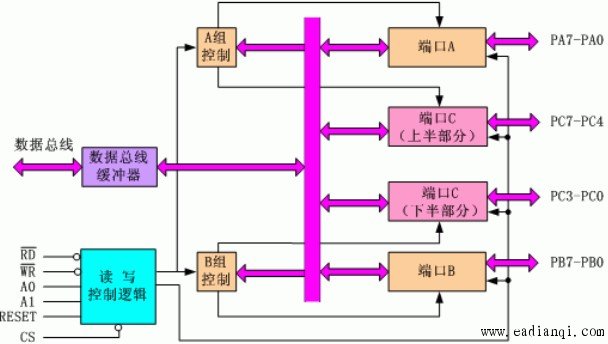 A组
控制
端口A
PA7-PA0
端口C
(上半部分)
PC7-PC4
数据总线
数据总线
缓冲器
端口C
(下半部分)
PC3-PC0
RD
WR
A0
A1
RESET
CS
读 写
控制逻辑
B组
控制
端口B
PB7-PB0
www.eadianqi.com